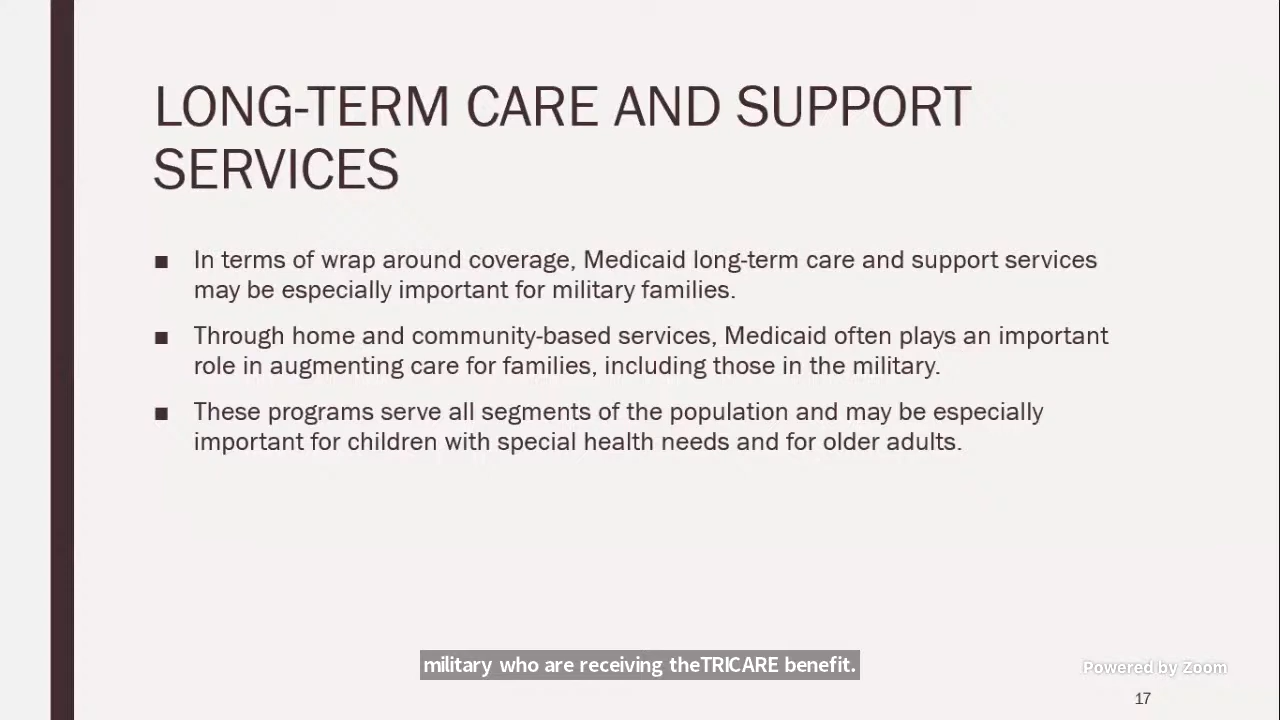 LONG-TERM CARE AND SUPPORT
SERVICES
■ In terms of wrap around coverage, Medicaid long-term care and support services
may be especially important for military families.
■ Through home and community-based services, Medicaid often plays an important
role in augmenting care for families, including those in the military.
■ These programs serve all segments of the population and may be especially
important for children with special health needs and for older adults.
military who are receiving theTRICARE benefit.
Powered by Zoom
17